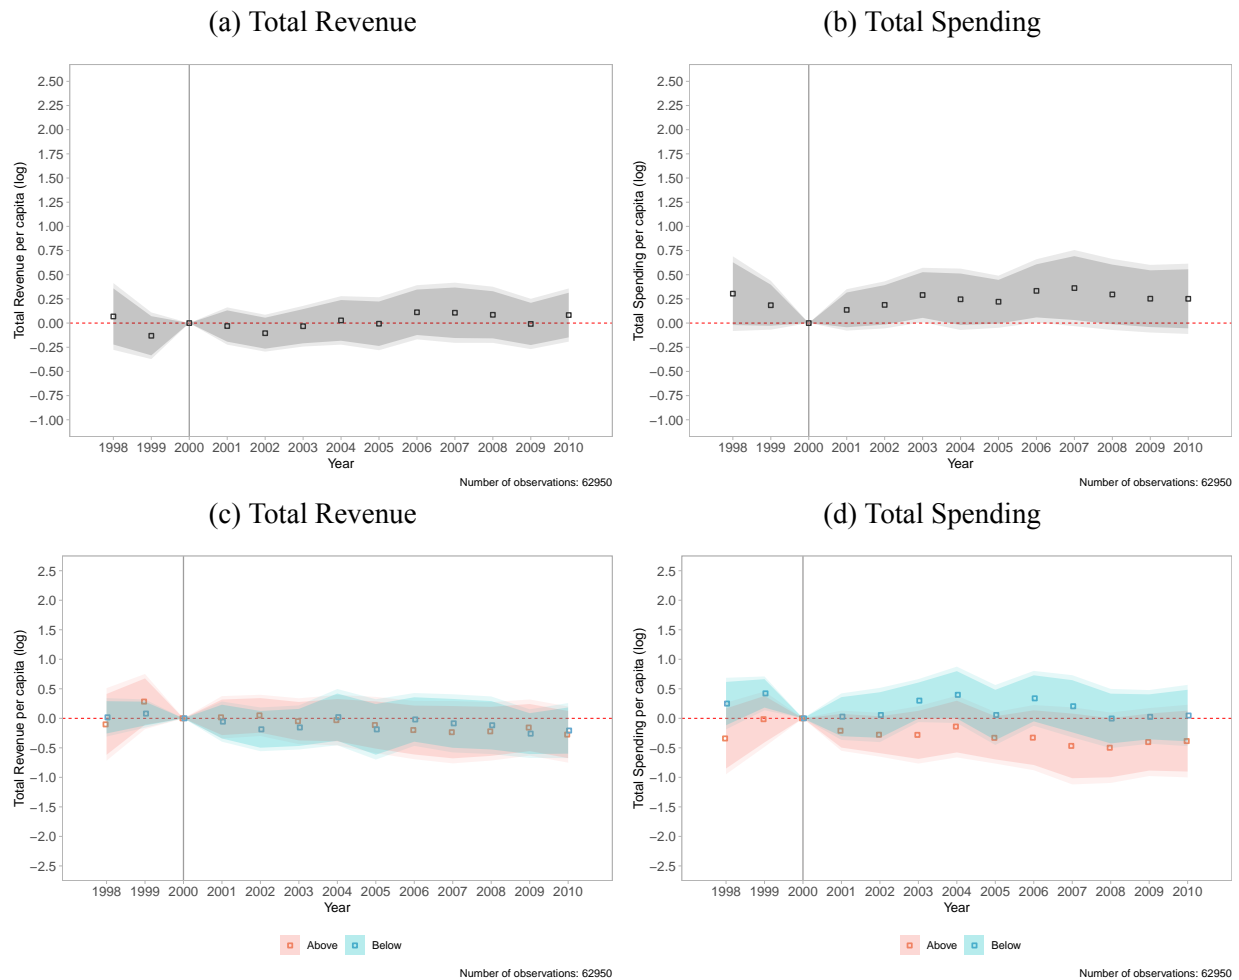 (a) Total Revenue
(b) Total Spending
Total Revenue per capita (log)
2.50
2.25
2.00
1.75
1.50
1.25
1.00
0.75
0.50
0.25
0.00
−0.25
−0.50
−0.75
−1.00
1998 1999 2000 2001 2002 2003 2004 2005 2006 2007 2008 2009 2010
Year
Number of observations: 62950
Total Spending per capita (log)
2.50
2.25
2.00
1.75
1.50
1.25
1.00
0.75
0.50
0.25
0.00
−0.25
−0.50
−0.75
−1.00
1998 1999 2000 2001 2002 2003 2004 2005 2006 2007 2008 2009 2010
Year
Number of observations: 62950
(c) Total Revenue
(d) Total Spending
Total Revenue per capita (log)
2.5
2.0
1.5
1.0
0.5
0.0
−0.5
−1.0
−1.5
−2.0
−2.5
1998 1999 2000 2001 2002 2003 2004 2005 2006 2007 2008 2009 2010
Year
Above Below
Number of observations: 62950
Total Spending per capita (log)
2.5
2.0
1.5
1.0
0.5
0.0
−0.5
−1.0
−1.5
−2.0
−2.5
1998 1999 2000 2001 2002 2003 2004 2005 2006 2007 2008 2009 2010
Year
Above Below
Number of observations: 62950